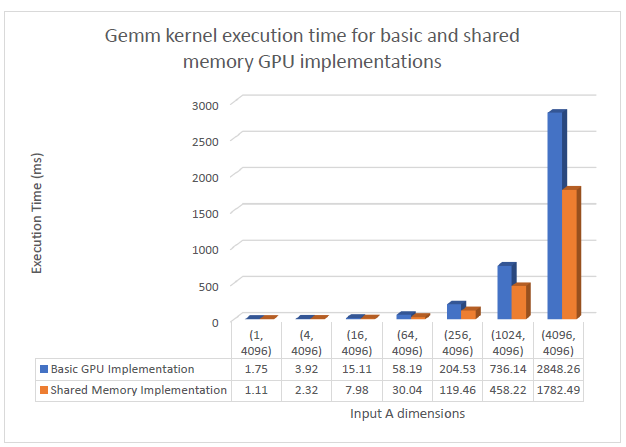 Gemm kernel execution time for basic and shared
memory GPU implementations
Execution Time (ms)
3000
2500
2000
1500
1000
500
0
(1, 4096) (4, 4096) (16, 4096) (64, 4096) (256, 4096) (1024, 4096) (4096, 4096)
Basic GPU Implementation 1.75 3.92 15.11 58.19 204.53 736.14 2848.26
Shared Memory Implementation 1.11 2.32 7.98 30.04 119.46 458.22 1782.49
Input A dimensions